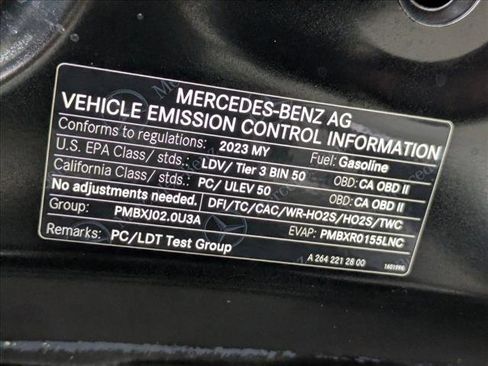 MERCEDES-BENZ AG
VEHICLE EMISSION CONTROL INFORMATION
Conforms to regulations: 2023 MY Fuel: Gasoline
U.S. EPA Class/ stds.: LDV/ Tier 3 BIN 50 OBD: CA OBD II
California Class/ stds.: PC/ ULEV 50 OBD: CA OBD II
No adjustments needed. DFI/TC/CAC/WR-HO2S/HO2S/TWC
Group: PMBXJ02.0U3A EVAP: PMBXR0155LNC
Remarks: PC/LDT Test Group
A 264 221 28 00